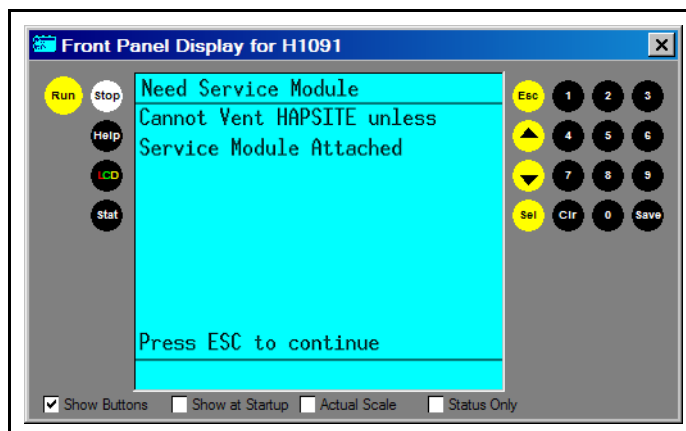 Front Panel Display for H1091
Run Stop Need Service Module Esc 1 2 3
Cannot Vent HAPSITE unless
Help Service Module Attached 4 5 6
LCD 7 8 9
Stat Sel Clr 0 Save
Press ESC to continue
Show Buttons Show at Startup Actual Scale Status Only